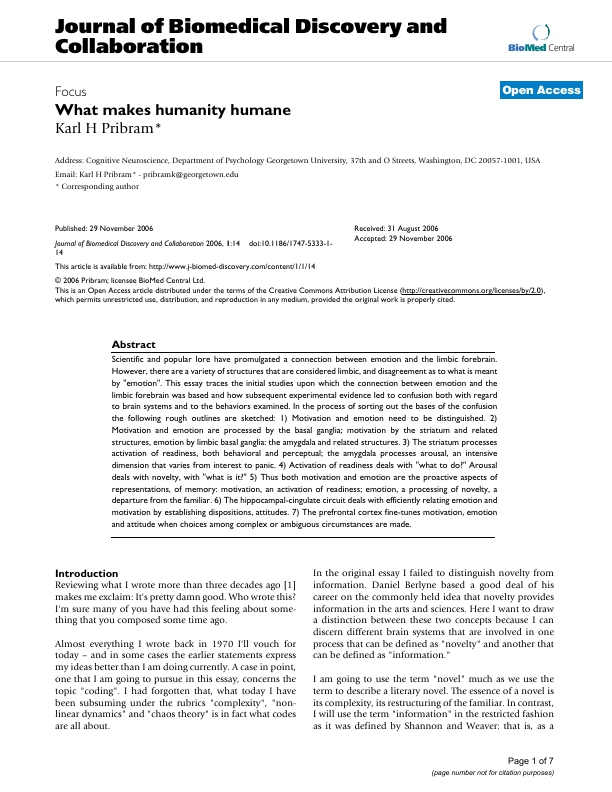 Journal of Biomedical Discovery and
Collaboration
BioMed Central
Focus
Open Access
What makes humanity humane
Karl H Pribram*
Address: Cognitive Neuroscience, Department of Psychology Georgetown University, 37th and O Streets, Washington, DC 20057-1001, USA
Email: Karl H Pribram* - pribramk@georgetown.edu
* Corresponding author
Published: 29 November 2006
Journal of Biomedical Discovery and Collaboration 2006, 1:14 doi:10.1186/1747-5333-1-
14
Received: 31 August 2006
Accepted: 29 November 2006
This article is available from: http://www.j-biomed-discovery.com/content/1/1/14
© 2006 Pribram; licensee BioMed Central Ltd.
This is an Open Access article distributed under the terms of the Creative Commons Attribution License (http://creativecommons.org/licenses/by/2.0),
which permits unrestricted use, distribution, and reproduction in any medium, provided the original work is properly cited.
Abstract
Scientific and popular lore have promulgated a connection between emotion and the limbic forebrain.
However, there are a variety of structures that are considered limbic, and disagreement as to what is meant
by "emotion". This essay traces the initial studies upon which the connection between emotion and the
limbic forebrain was based and how subsequent experimental evidence led to confusion both with regard
to brain systems and to the behaviors examined. In the process of sorting out the bases of the confusion
the following rough outlines are sketched: 1) Motivation and emotion need to be distinguished. 2)
Motivation and emotion are processed by the basal ganglia; motivation by the striatum and related
structures, emotion by limbic basal ganglia: the amygdala and related structures. 3) The striatum processes
activation of readiness, both behavioral and perceptual; the amygdala processes arousal, an intensive
dimension that varies from interest to panic. 4) Activation of readiness deals with "what to do?" Arousal
deals with novelty, with "what is it?" 5) Thus both motivation and emotion are the proactive aspects of
representations, of memory: motivation, an activation of readiness; emotion, a processing of novelty, a
departure from the familiar. 6) The hippocampal-cingulate circuit deals with efficiently relating emotion and
motivation by establishing dispositions, attitudes. 7) The prefrontal cortex fine-tunes motivation, emotion
and attitude when choices among complex or ambiguous circumstances are made.
Introduction
Reviewing what I wrote more than three decades ago [1]
makes me exclaim: It's pretty damn good. Who wrote this?
I'm sure many of you have had this feeling about some-
thing that you composed some time ago.
Almost everything I wrote back in 1970 I'll vouch for
today – and in some cases the earlier statements express
my ideas better than I am doing currently. A case in point,
one that I am going to pursue in this essay, concerns the
topic "coding". I had forgotten that, what today I have
been subsuming under the rubrics "complexity", "non-
linear dynamics" and "chaos theory" is in fact what codes
are all about.
In the original essay I failed to distinguish novelty from
information. Daniel Berlyne based a good deal of his
career on the commonly held idea that novelty provides
information in the arts and sciences. Here I want to draw
a distinction between these two concepts because I can
discern different brain systems that are involved in one
process that can be defined as "novelty" and another that
can be defined as "information."
I am going to use the term "novel" much as we use the
term to describe a literary novel. The essence of a novel is
its complexity, its restructuring of the familiar. In contrast,
I will use the term "information" in the restricted fashion
as it was defined by Shannon and Weaver: that is, as a
Page 1 of 7
(page number not for citation purposes)